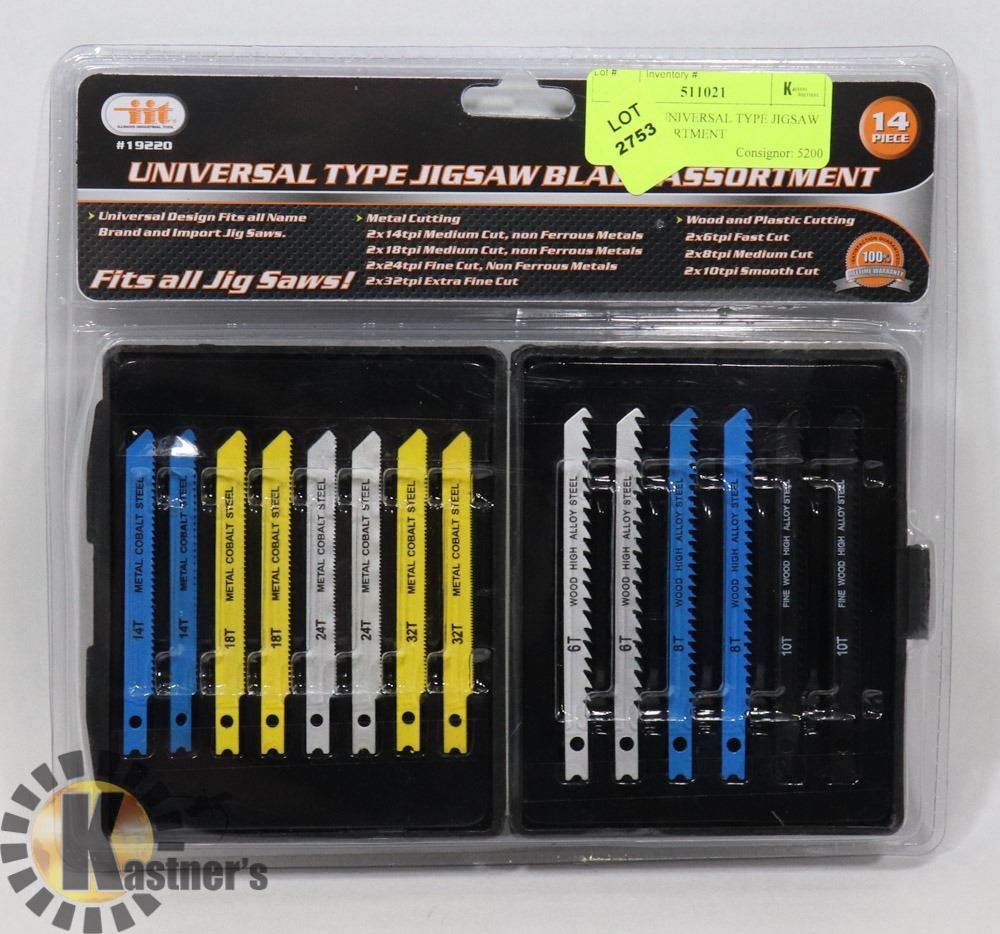 iit's
ILLINOIS INDUSTRIAL TOOL
#19220
Lot # Inventory #
511021
LOT
2753
UNIVERSAL TYPE JIGSAW
RTMENT
Consignor: 5200
14
PIECE
UNIVERSAL TYPE JIGSAW BLA ASSORTMENT
Universal Design Fits all Name
Brand and Import Jig Saws.
Fits all Jig Saws!
Metal Cutting
2x14tpi Medium Cut, non Ferrous Metals
2x18tpi Medium Cut, non Ferrous Metals
2x24tpi Fine Cut, Non Ferrous Metals
2x32tpi Extra Fine Cut
Wood and Plastic Cutting
2x6tpi Fast Cut
2x8tpi Medium Cut
2x10tpi Smooth Cut
SATISFACTION GUARANTEED
100%
LIFETIME WARRANTY
14T METAL COBALT STEEL
14T METAL COBALT STEEL
18T METAL COBALT STEEL
18T METAL COBALT STEEL
24T METAL COBALT STEEL
24T METAL COBALT STEEL
32T METAL COBALT STEEL
32T METAL COBALT STEEL
6T WOOD HIGH ALLOY STEEL
6T WOOD HIGH ALLOY STEEL
8T WOOD HIGH ALLOY STEEL
8T WOOD HIGH ALLOY STEEL
10T FINE WOOD HIGH ALLOY STEEL
10T FINE WOOD HIGH ALLOY STEEL
Kastner's